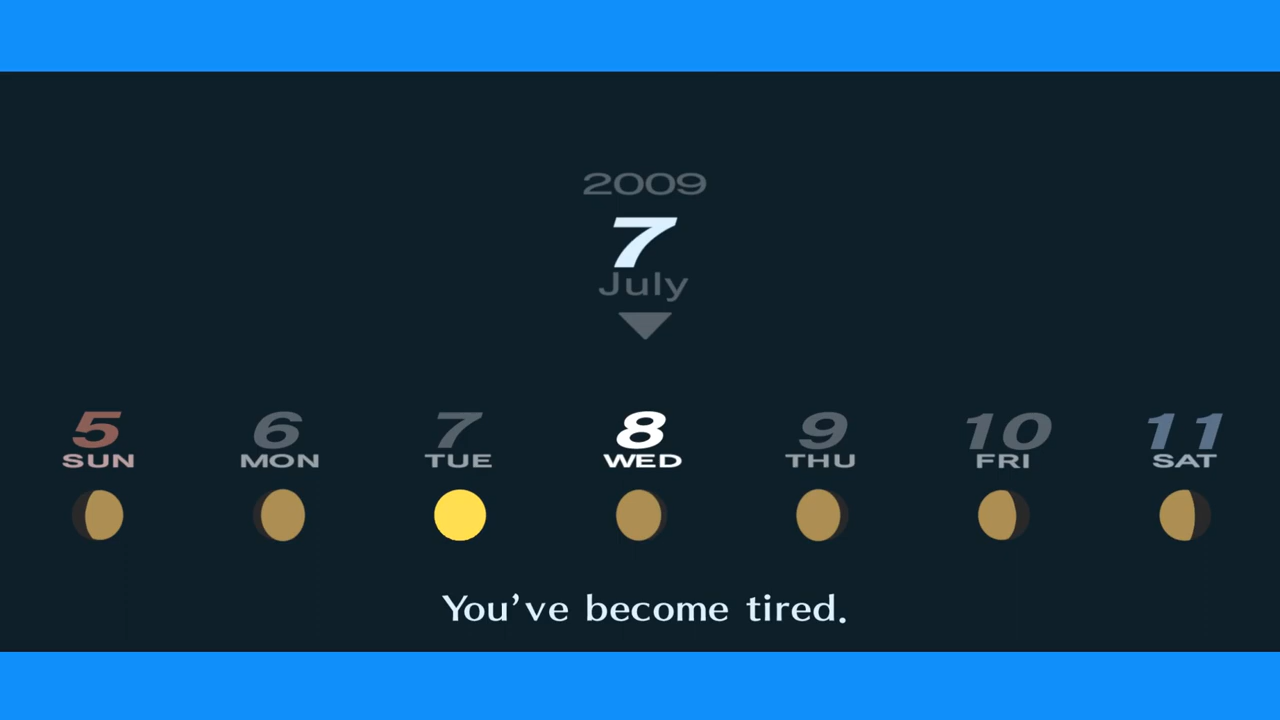 2009
7
July
5 6 7 8 9 10 11
SUN MON TUE WED THU FRI SAT
You've become tired.